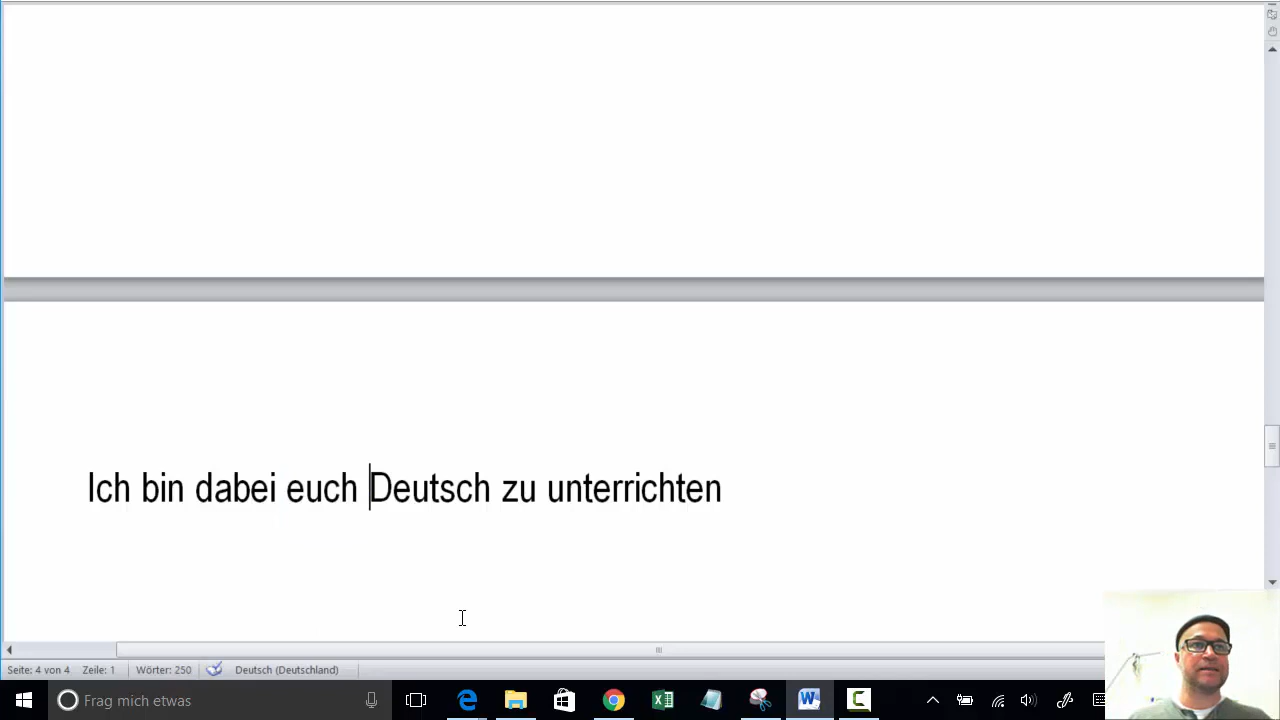 Ich bin dabei euch Deutsch zu unterrichten
Seite: 4 von 4 Zeile: 1 Wörter: 250 Deutsch (Deutschland)
Frag mich etwas